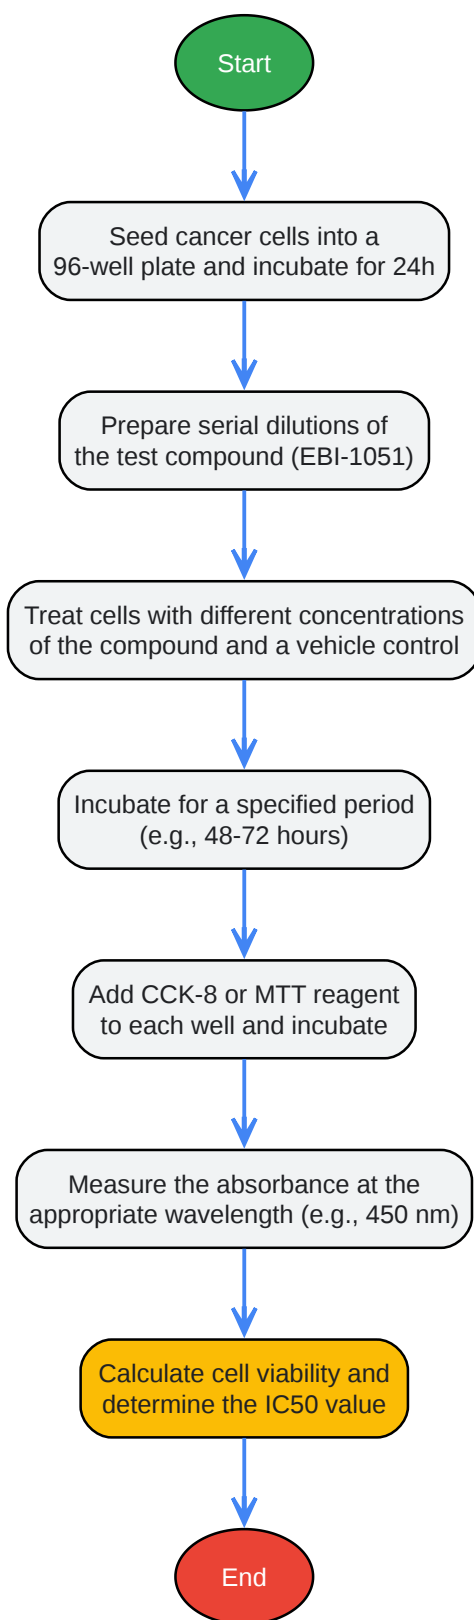 Start
Seed cancer cells into a
96-well plate and incubate for 24h
Prepare serial dilutions of
the test compound (EBI-1051)
Treat cells with different concentrations
of the compound and a vehicle control
Incubate for a specified period
(e.g., 48-72 hours)
Add CCK-8 or MTT reagent
to each well and incubate
Measure the absorbance at the
appropriate wavelength (e.g., 450 nm)
Calculate cell viability and
determine the IC50 value
End